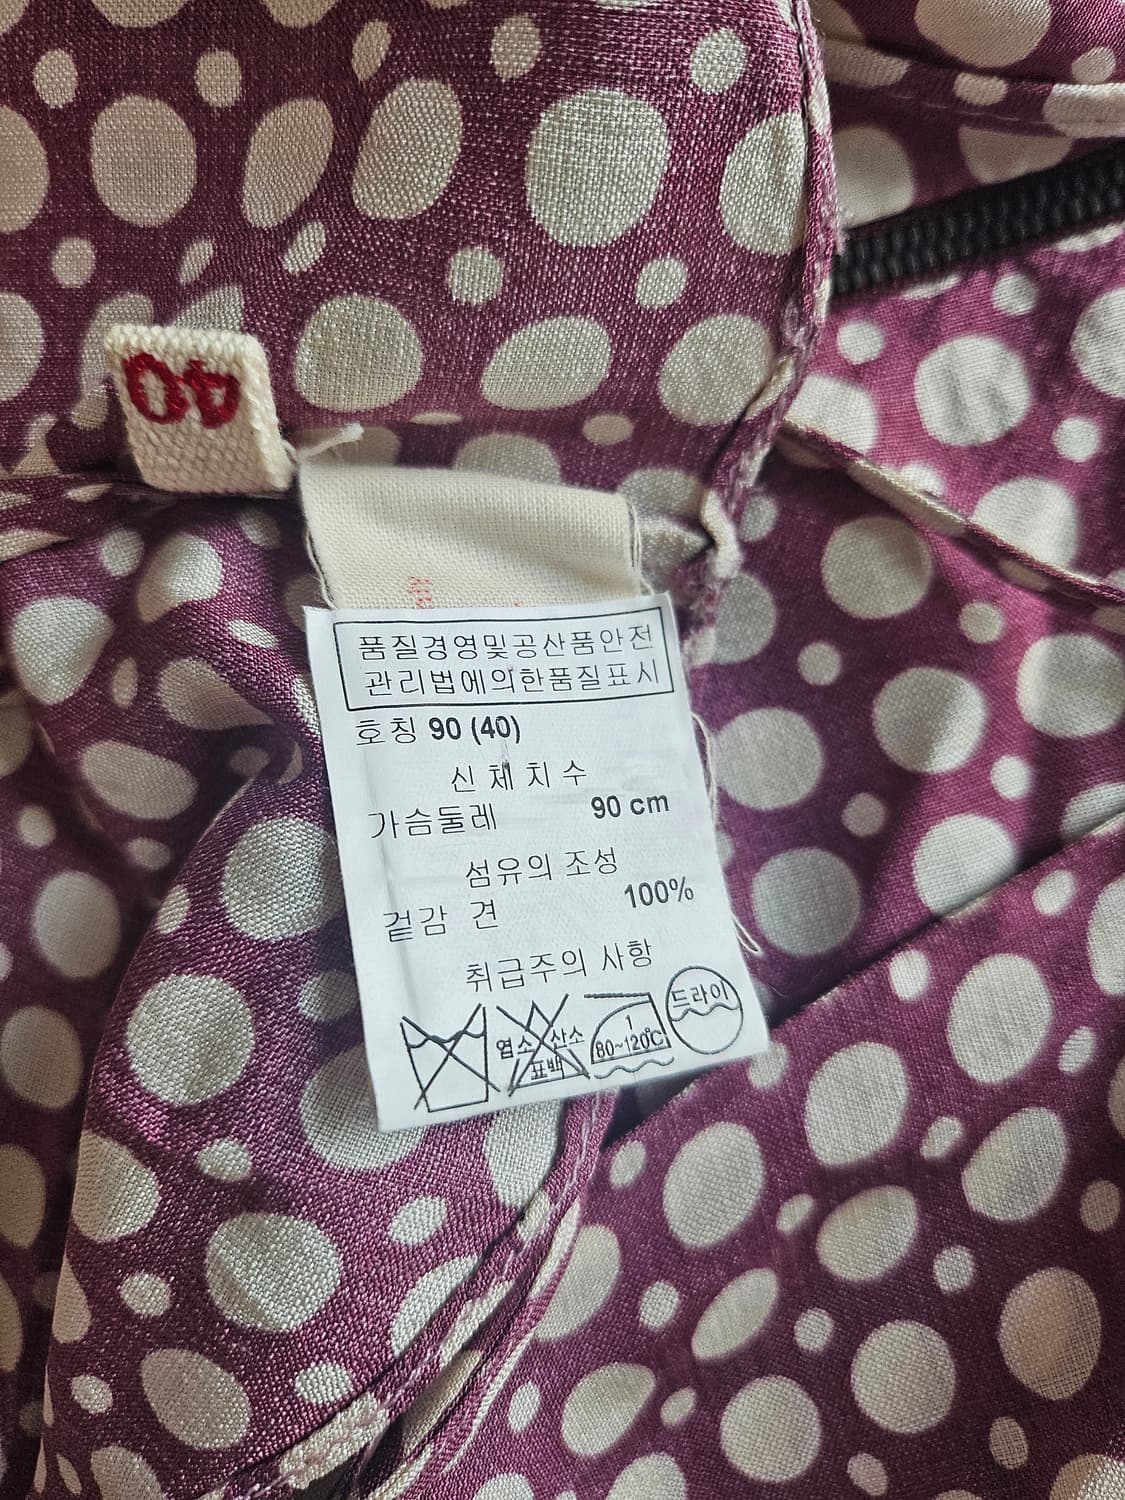 40
품질경영및공산품안전
관리법에의한품질표시
호칭 90 (40)
신체치수
가슴둘레 90 cm
섬유의 조성
겉감 견 100%
취급주의 사항
염소 산소
표백
1
80~120℃
드라이